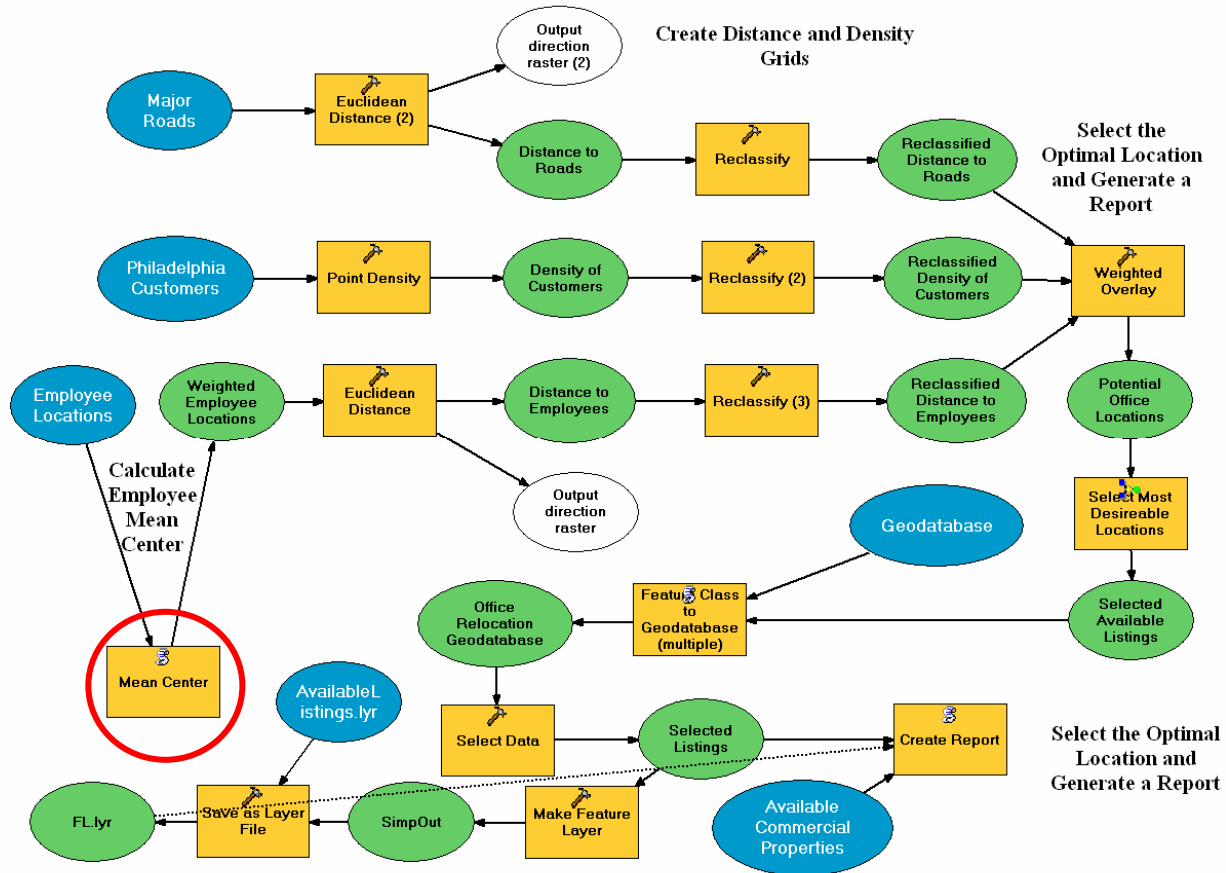 Output
direction
raster (2)
Create Distance and Density
Grids
Major
Roads
Euclidean
Distance (2)
Distance to
Roads
Reclassify
Reclassified
Distance to
Roads
Select the
Optimal Location
and Generate a
Report
Philadelphia
Customers
Point Density
Density of
Customers
Reclassify (2)
Reclassified
Density of
Customers
Weighted
Overlay
Employee
Locations
Weighted
Employee
Locations
Euclidean
Distance
Distance to
Employees
Reclassify (3)
Reclassified
Distance to
Employees
Potential
Office
Locations
Calculate
Employee
Mean
Center
Output
direction
raster
Geodatabase
Select Most
Desireable
Locations
Mean Center
Office
Relocation
Geodatabase
Feature Class
to
Geodatabase
(multiple)
Selected
Available
Listings
AvailableL
istings.lyr
Select Data
Selected
Listings
Create Report
Select the Optimal
Location and
Generate a Report
FL.lyr
Save as Layer
File
SimpOut
Make Feature
Layer
Available
Commercial
Properties